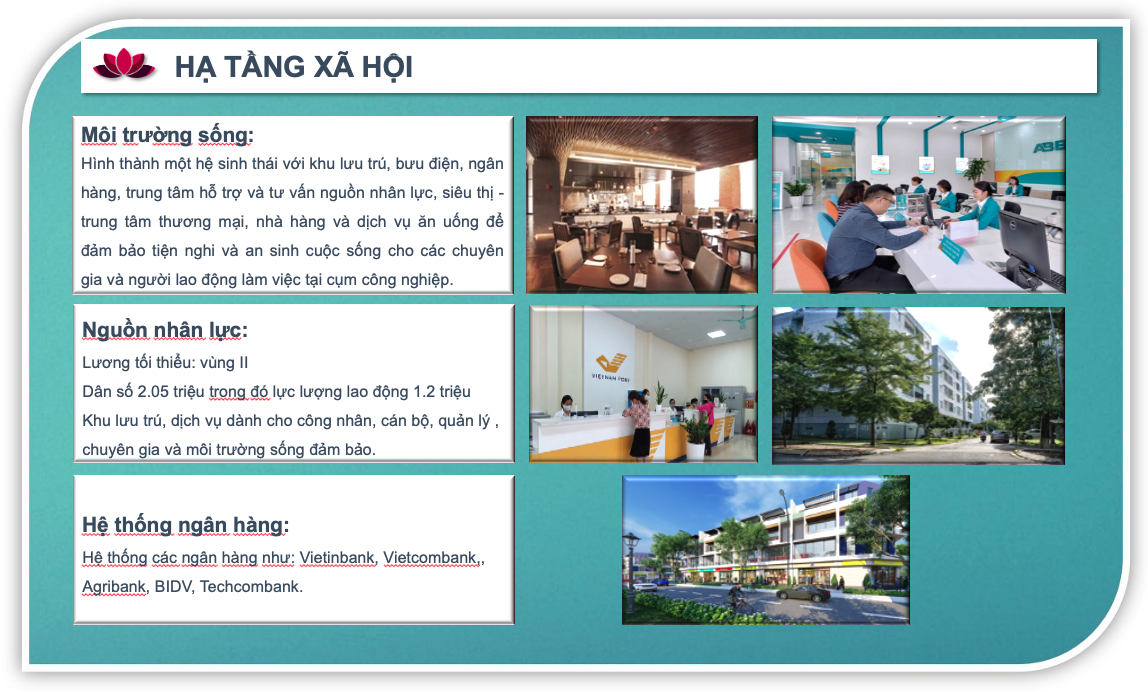 HẠ TẦNG XÃ HỘI
Môi trường sống:
Hình thành một hệ sinh thái với khu lưu trú, bưu điện, ngân
hàng, trung tâm hỗ trợ và tư vấn nguồn nhân lực, siêu thị -
trung tâm thương mại, nhà hàng và dịch vụ ăn uống để
đảm bảo tiện nghi và an sinh cuộc sống cho các chuyên
gia và người lao động làm việc tại cụm công nghiệp.
Nguồn nhân lực:
Lương tối thiểu: vùng II
Dân số 2.05 triệu trong đó lực lượng lao động 1.2 triệu
Khu lưu trú, dịch vụ dành cho công nhân, cán bộ, quản lý ,
chuyên gia và môi trường sống đảm bảo.
VIETNAM POST
Hệ thống ngân hàng:
Hệ thống các ngân hàng như: Vietinbank, Vietcombank,,
Agribank, BIDV, Techcombank.